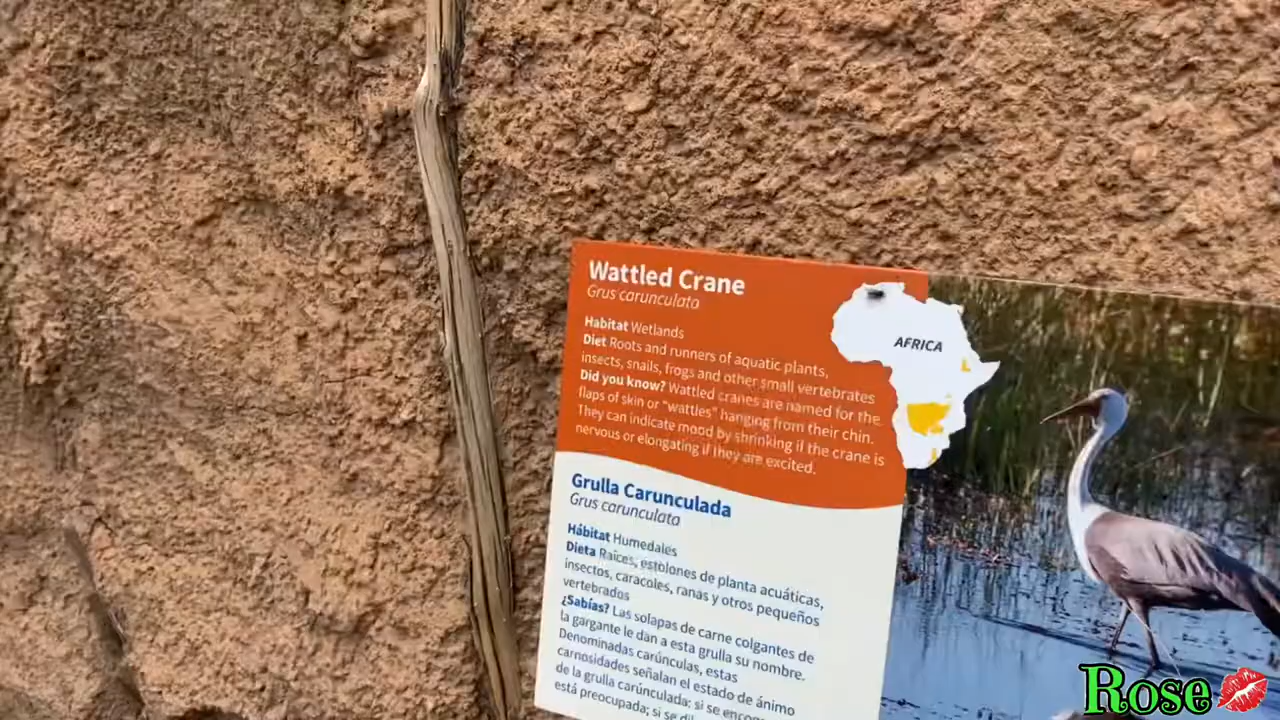 Wattled Crane
Grus carunculata
Habitat Wetlands
Diet Roots and runners of aquatic plants,
insects, snails, frogs and other small vertebrates
Did you know? Wattled cranes are named for the
flaps of skin or "wattles" hanging from their chin.
They can indicate mood by shrinking if the crane is
nervous or elongating if they are excited.
AFRICA
Grulla Carunculada
Grus carunculata
Hábitat Humedales
Dieta Raíces, estolones de planta acuáticas,
insectos, caracoles, ranas y otros pequeños
vertebrados
¿Sabías? Las solapas de carne colgantes de
la gargante le dan a esta grulla su nombre.
Denominadas carúnculas, estas
carnosidades señalan el estado de ánimo
de la grulla carúnculada: si se encoge
está preocupada; si se
Rose